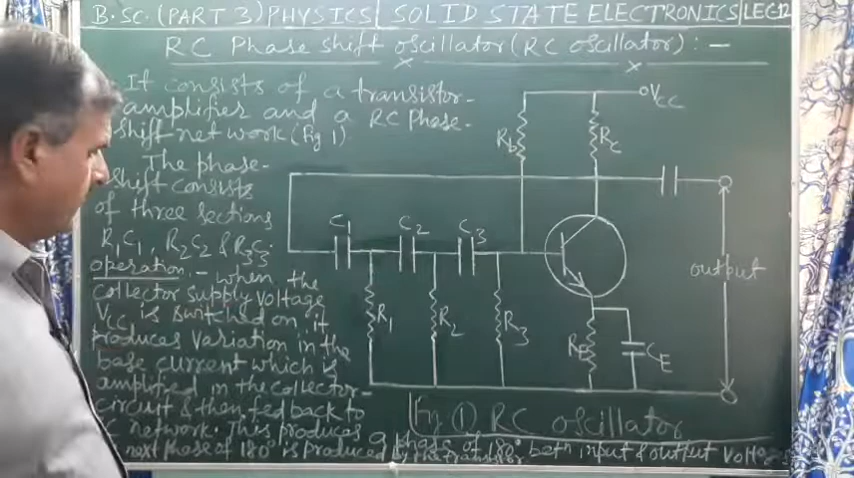 B.Sc.(PART 3) PHYSICS | SOLID STATE ELECTRONICS | LEC12
RC Phase shift oscillator (RC oscillator): —
It consists of a transistor-
amplifier and a RC Phase-
shift-net work (fig 1)
The phase-
shift consists
of three sections
R1C1, R2C2 & R3C3.
operation - when the
collector supply voltage
VCC is switched on, it
produces variation in the
base current which is
amplified in the collector-
circuit & then fed back to
network. This produces a phase of 180°
next phase of 180° is produced by the transistor betn input & output voltages
VCC
Rb
RC
C1
C2
C3
R1
R2
R3
RE
CE
output
Fig ① RC oscillator